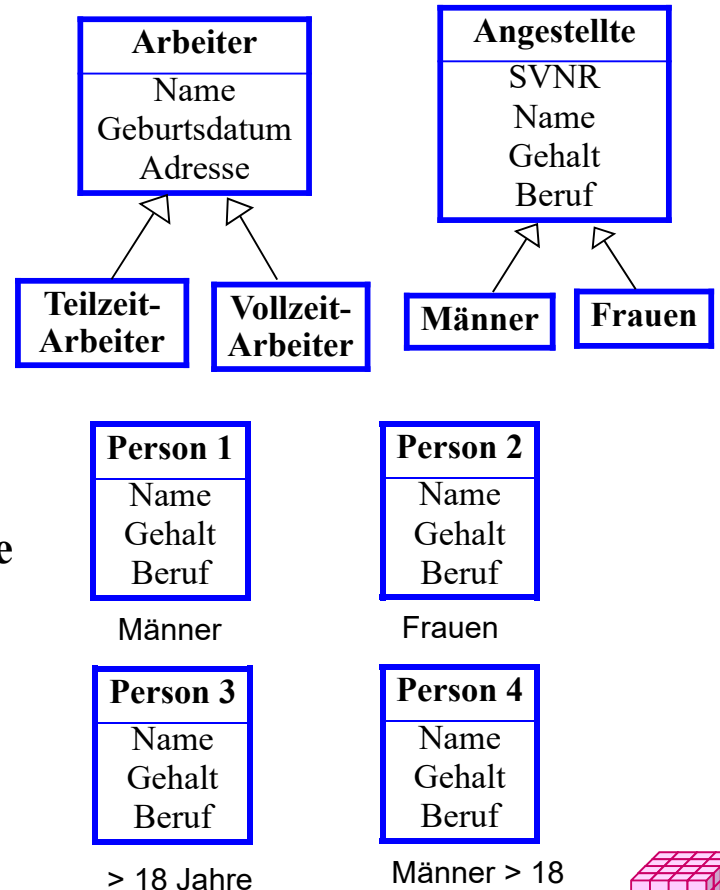 Arbeiter
Name
Geburtsdatum
Adresse
Angestellte
SVNR
Name
Gehalt
Beruf
Teilzeit-
Arbeiter
Vollzeit-
Arbeiter
Männer
Frauen
Person 1
Name
Gehalt
Beruf
Männer
Person 2
Name
Gehalt
Beruf
Frauen
e
Person 3
Name
Gehalt
Beruf
> 18 Jahre
Person 4
Name
Gehalt
Beruf
Männer > 18